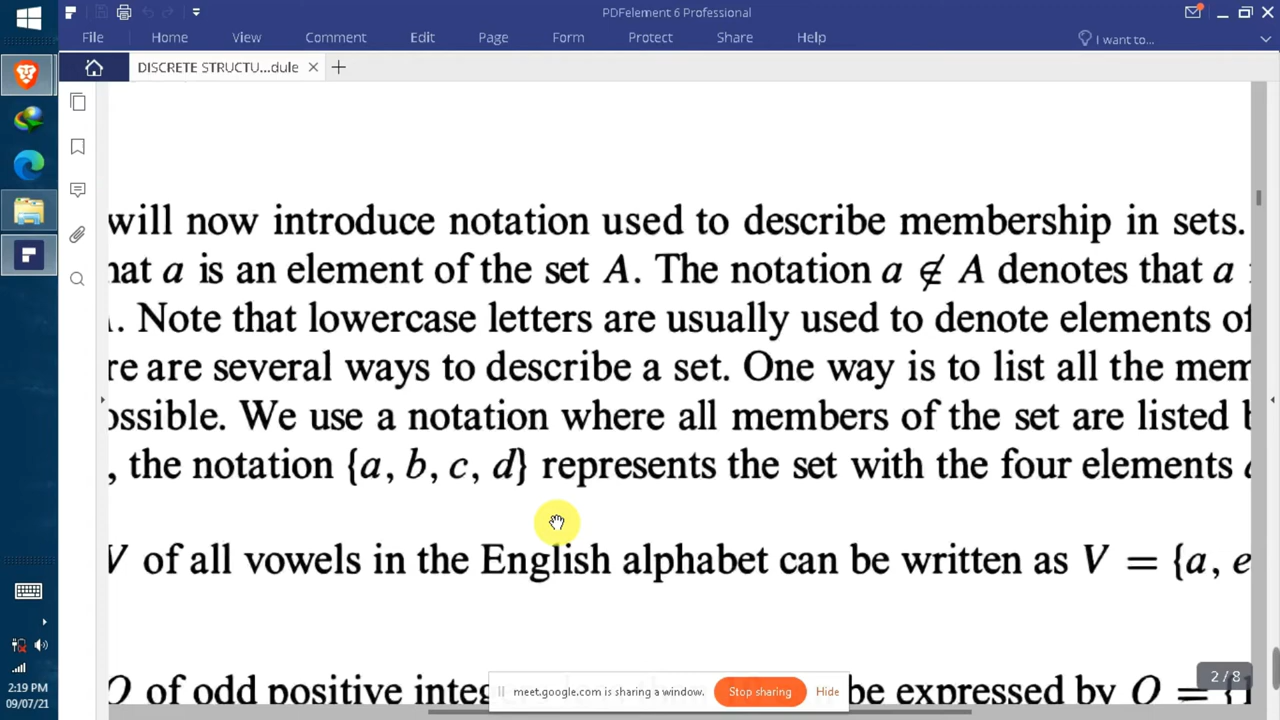 PDFelement 6 Professional
File Home View Comment Edit Page Form Protect Share Help I want to...
DISCRETE STRUCTU...dule
will now introduce notation used to describe membership in sets.
hat a is an element of the set A. The notation a ∉ A denotes that a
. Note that lowercase letters are usually used to denote elements of
re are several ways to describe a set. One way is to list all the mem
ossible. We use a notation where all members of the set are listed b
, the notation {a, b, c, d} represents the set with the four elements
V of all vowels in the English alphabet can be written as V = {a, e
O of odd positive integ be expressed by O = {1
meet.google.com is sharing a window. Stop sharing Hide
2 / 8
2:19 PM
09/07/21